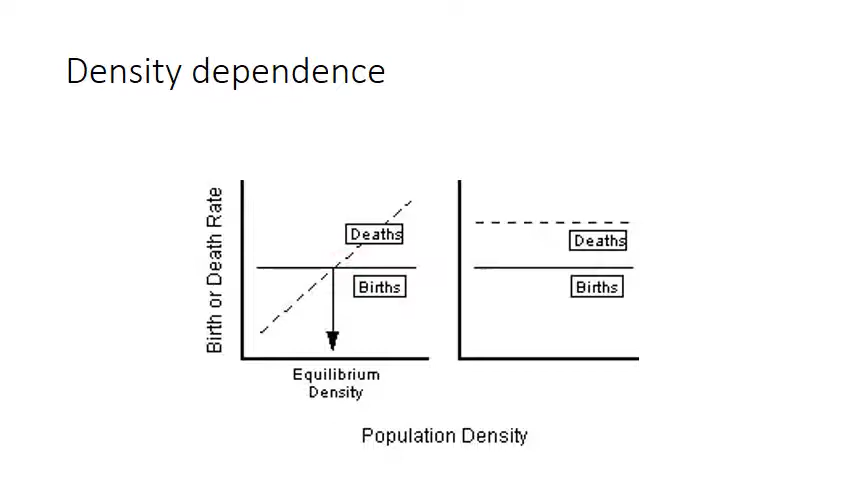 Density dependence
Birth or Death Rate
Deaths
Births
Equilibrium
Density
Deaths
Births
Population Density